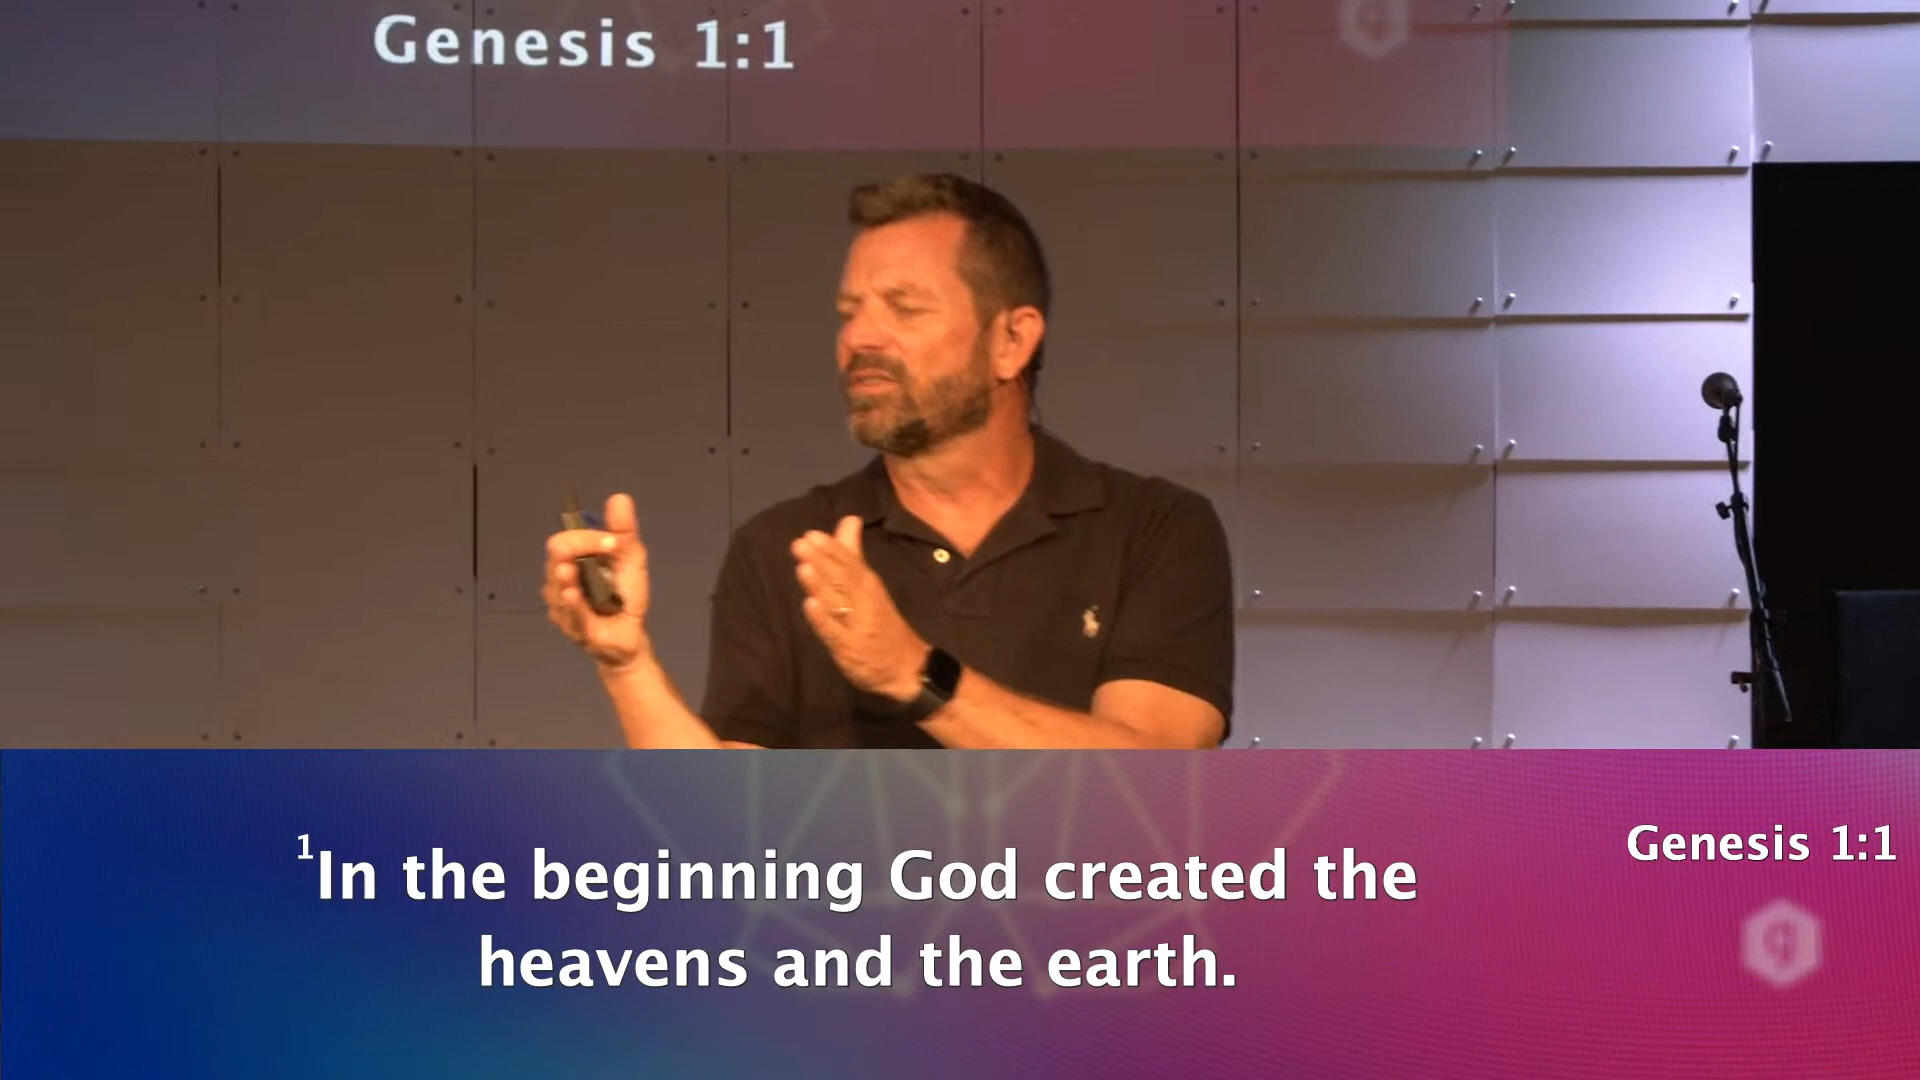 Genesis 1:1
Genesis 1:1
¹In the beginning God created the
heavens and the earth.